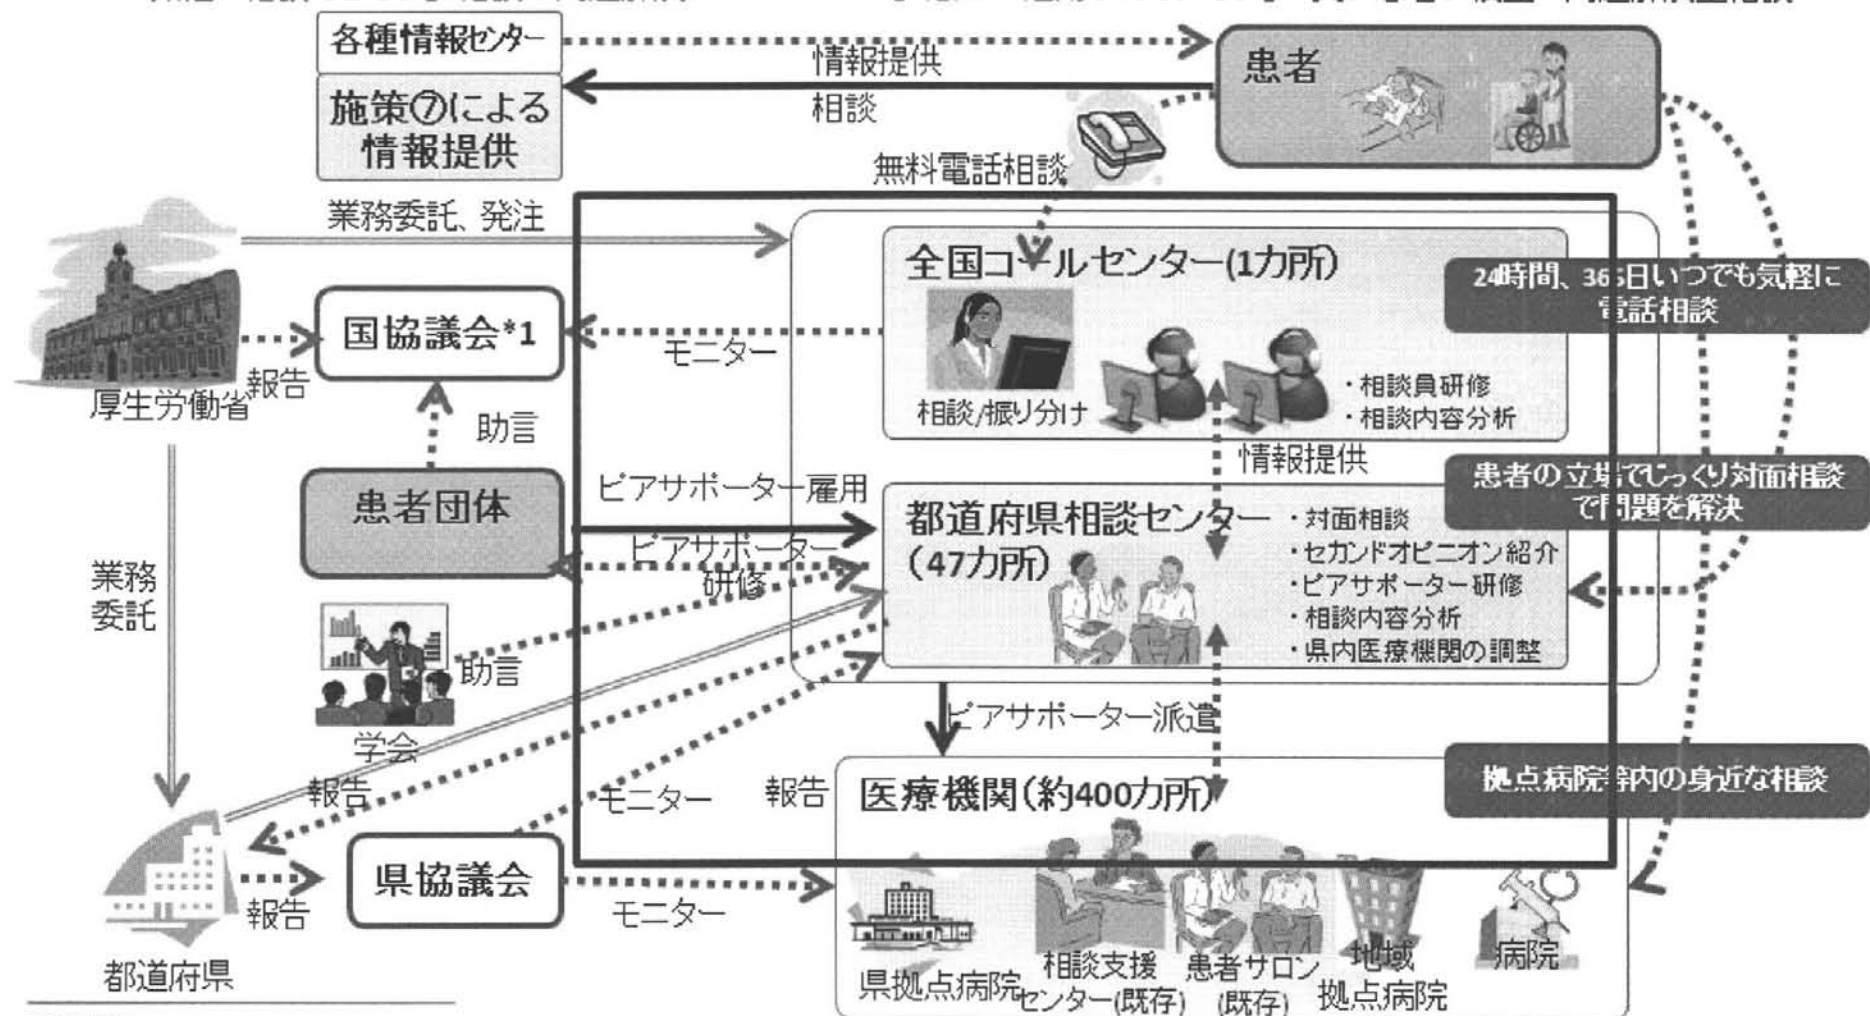 各種情報センター
施策⑦による
情報提供
情報提供
相談
患者
無料電話相談
業務委託、発注
全国コールセンター(1カ所)
24時間、365日いつでも気軽に
電話相談
国協議会*1
モニター
報告
厚生労働省
相談/振り分け
・相談員研修
・相談内容分析
助言
情報提供
患者団体
ピアサポーター雇用
患者の立場でじっくり対面相談
で問題を解決
都道府県相談センター
(47カ所)
・対面相談
・セカンドオピニオン紹介
・ピアサポーター研修
・相談内容分析
・県内医療機関の調整
ピアサポーター
研修
業務
委託
助言
学会
ピアサポーター派遣
報告
モニター
報告
医療機関(約400カ所)
拠点病院等内の身近な相談
県協議会
報告
モニター
都道府県
県拠点病院
相談支援
センター(既存)
患者サロン
(既存)
地域
拠点病院
病院